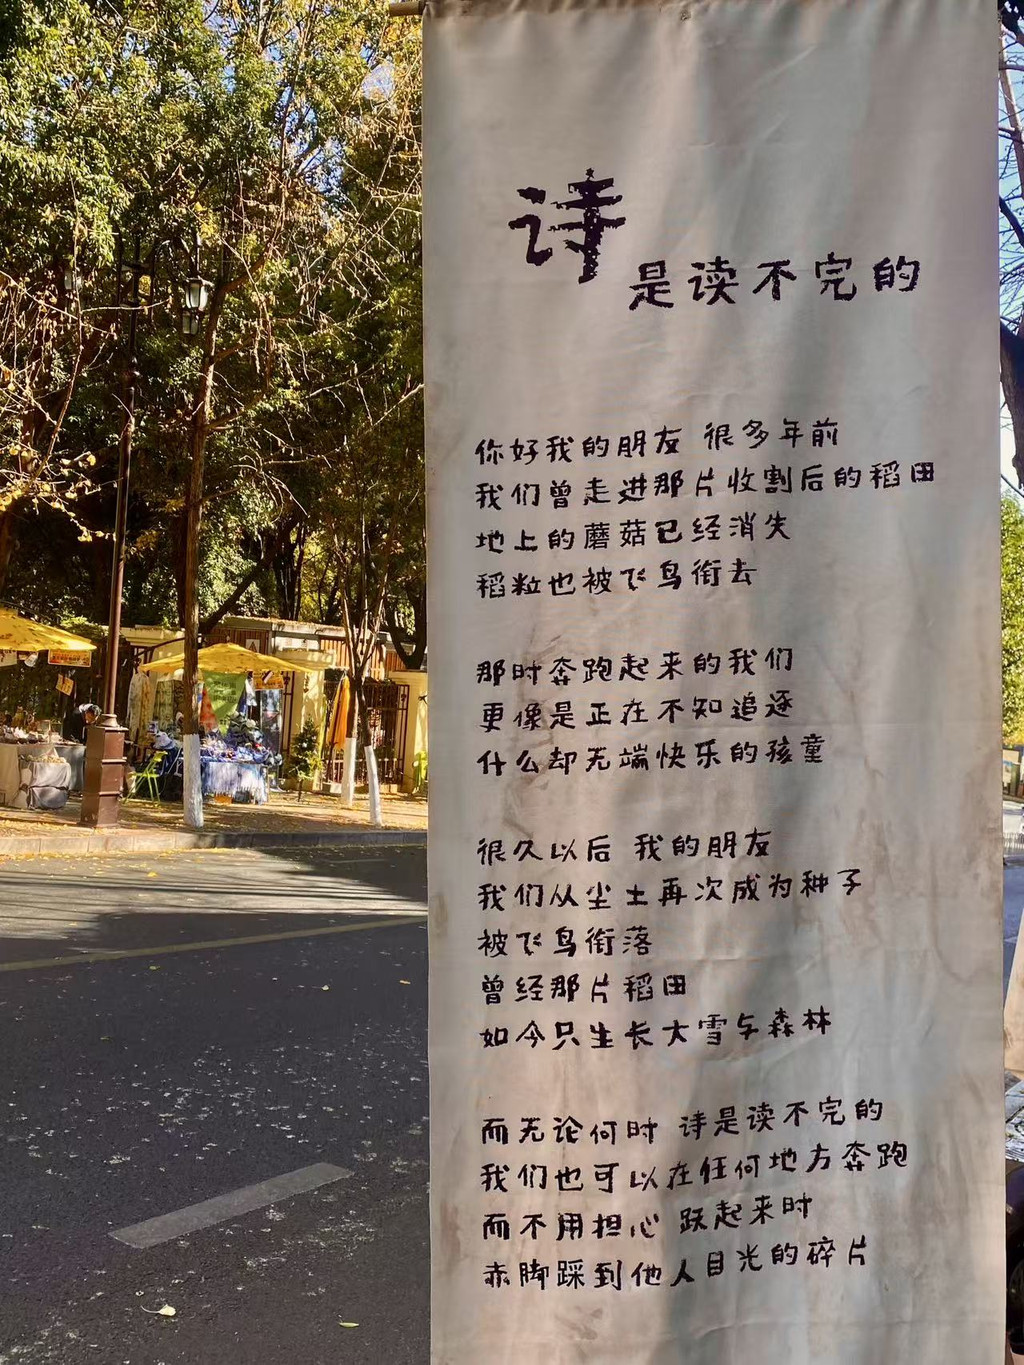 诗
是读不完的
你好我的朋友 很多年前
我们曾走进那片收割后的稻田
地上的蘑菇已经消失
稻粒也被飞鸟衔去
那时奔跑起来的我们
更像是正在不知追逐
什么却无端快乐的孩童
很久以后 我的朋友
我们从尘土再次成为种子
被飞鸟衔落
曾经那片稻田
如今只生长大雪与森林
而无论何时 诗是读不完的
我们也可以在任何地方奔跑
而不用担心 跃起来时
赤脚踩到他人目光的碎片